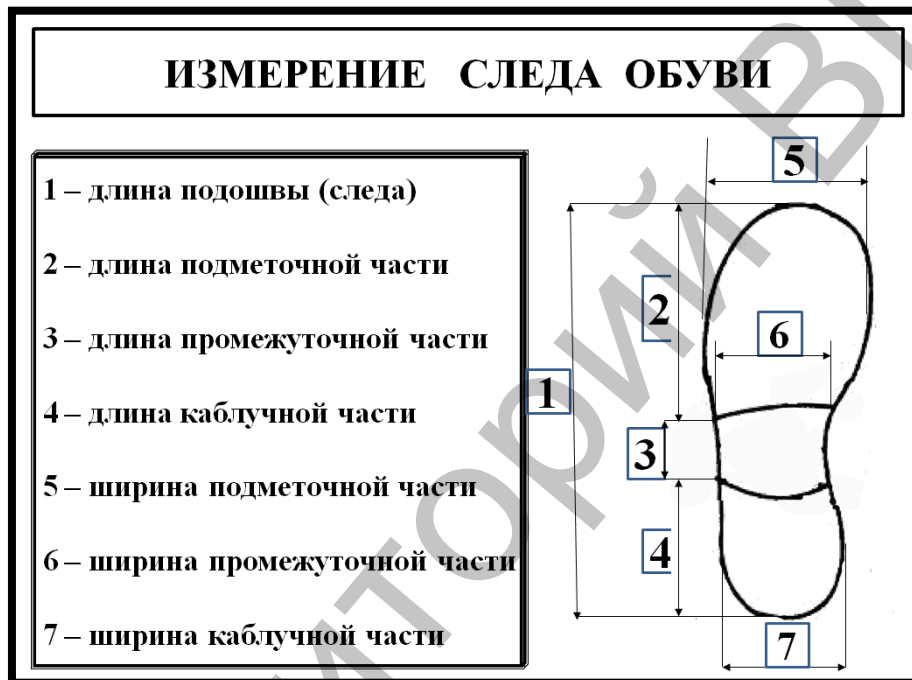 ИЗМЕРЕНИЕ СЛЕДА ОБУВИ
1 – длина подошвы (следа)
2 – длина подметочной части
3 – длина промежуточной части
4 – длина каблучной части
5 – ширина подметочной части
6 – ширина промежуточной части
7 – ширина каблучной части
5
2
6
1
3
4
7